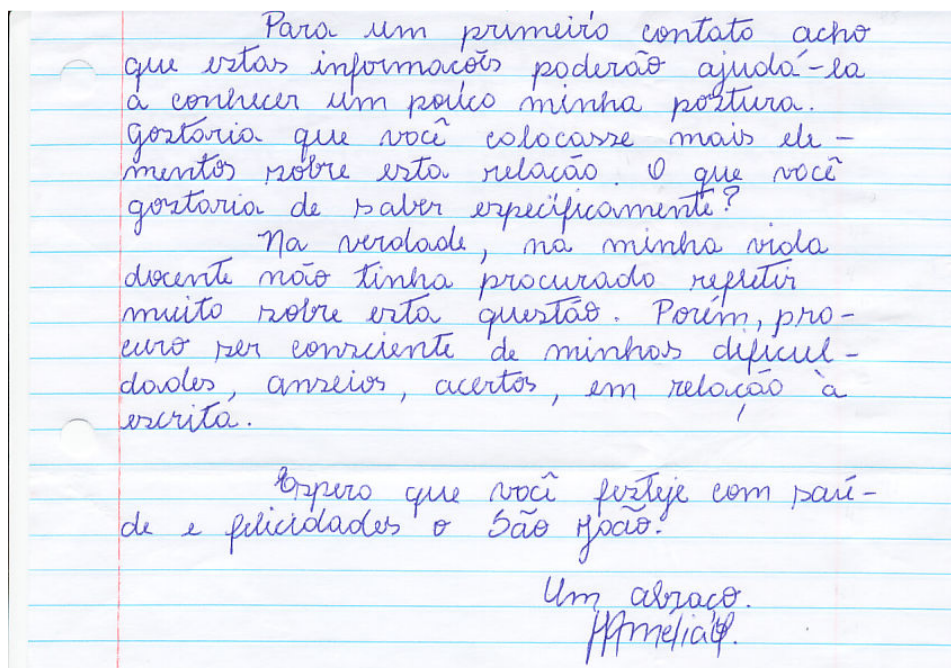 Para um primeiro contato acho
que estas informações poderão ajudá-la
a conhecer um pouco minha postura.
Gostaria que você colocasse mais ele-
mentos sobre esta relação. O que você
gostaria de saber especificamente?
Na verdade, na minha vida
docente não tinha procurado refletir
muito sobre esta questão. Porém, pro-
curo ser consciente de minhas dificul-
dades, anseios, acertos, em relação à
escrita.
Espero que você festeje com saú-
de e felicidades o São João.
Um abraço.